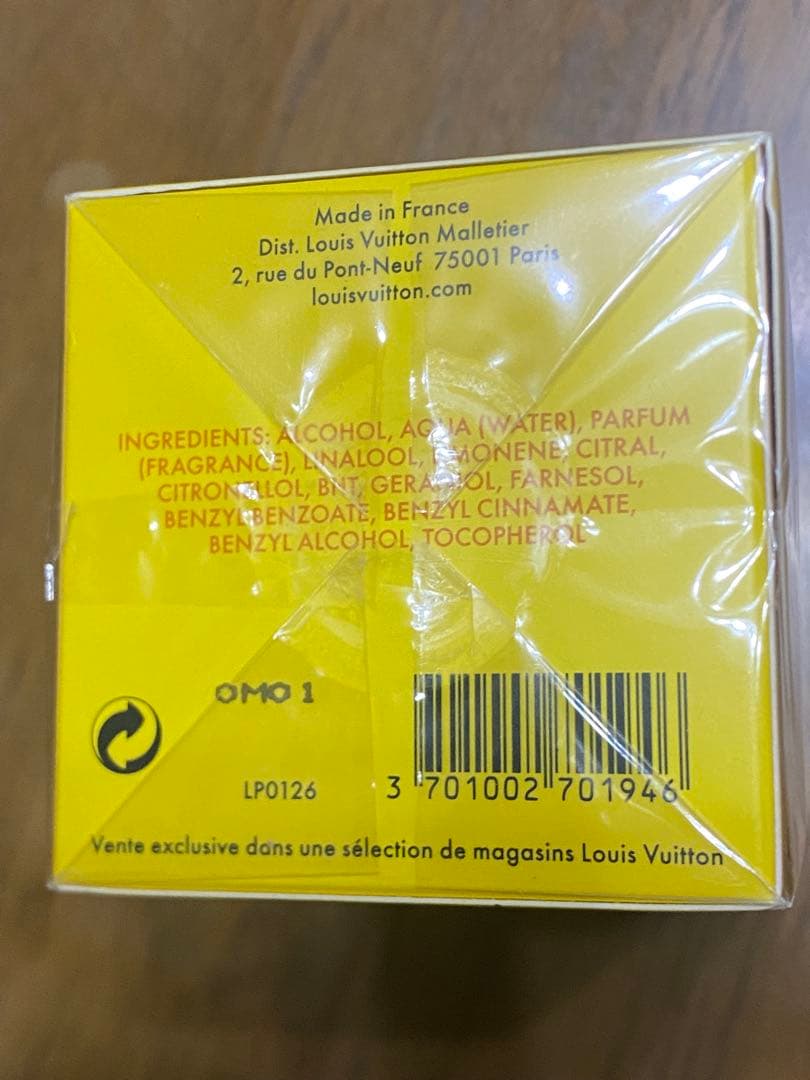 Made in France
Dist. Louis Vuitton Malletier
2, rue du Pont-Neuf 75001 Paris
louisvuitton.com
INGREDIENTS: ALCOHOL, AQUA (WATER), PARFUM
(FRAGRANCE), LINALOOL, LIMONENE, CITRAL,
CITRONELLOL, BHT, GERANIOL, FARNESOL,
BENZYL BENZOATE, BENZYL CINNAMATE,
BENZYL ALCOHOL, TOCOPHEROL
OMO 1
LP0126
3 701002 701946
Vente exclusive dans une sélection de magasins Louis Vuitton